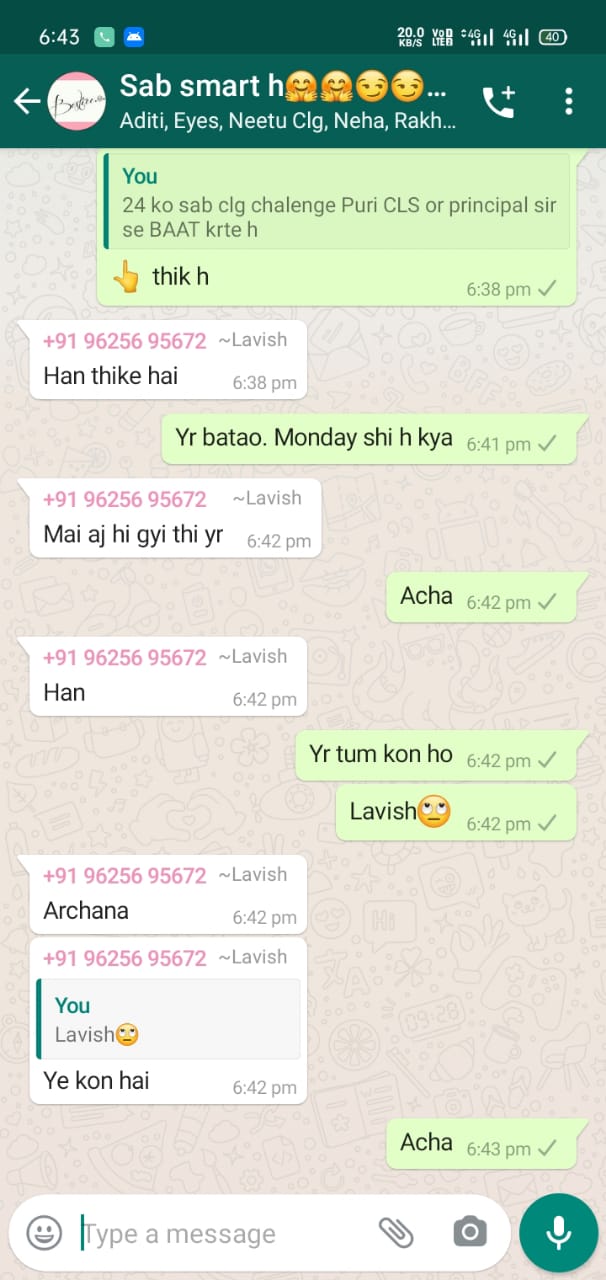 6:43
20.0 KB/S VoD LTE 4G 4G 40
Sab smart h🤗🤗😏😏...
Aditi, Eyes, Neetu Clg, Neha, Rakh...
You
24 ko sab clg chalenge Puri CLS or principal sir
se BAAT krte h
👆 thik h
6:38 pm
+91 96256 95672 ~Lavish
Han thike hai
6:38 pm
Yr batao. Monday shi h kya 6:41 pm
+91 96256 95672 ~Lavish
Mai aj hi gyi thi yr 6:42 pm
Acha 6:42 pm
+91 96256 95672 ~Lavish
Han
6:42 pm
Yr tum kon ho 6:42 pm
Lavish🙄 6:42 pm
+91 96256 95672 ~Lavish
Archana
6:42 pm
+91 96256 95672 ~Lavish
You
Lavish🙄
Ye kon hai
6:42 pm
Acha 6:43 pm
Type a message